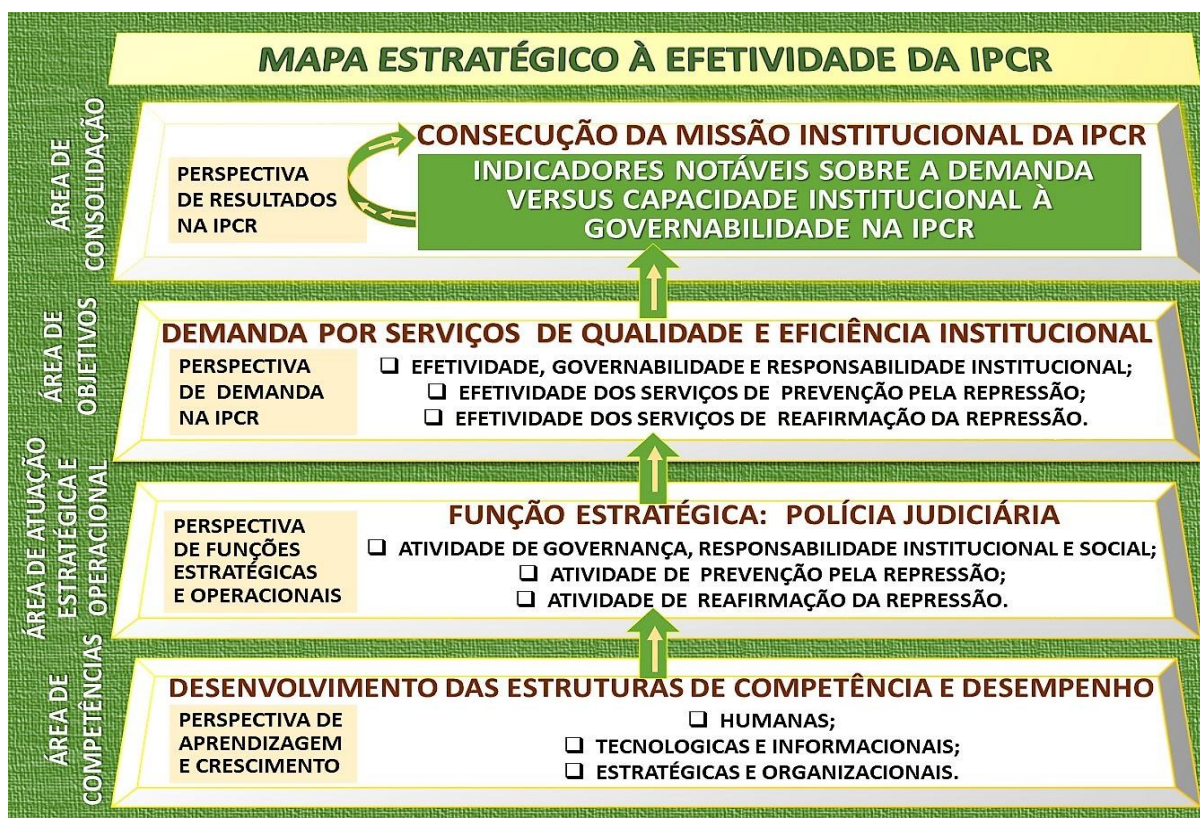 MAPA ESTRATÉGICO À EFETIVIDADE DA IPCR
ÁREA DE
CONSOLIDAÇÃO
PERSPECTIVA
DE RESULTADOS
NA IPCR
CONSECUÇÃO DA MISSÃO INSTITUCIONAL DA IPCR
INDICADORES NOTÁVEIS SOBRE A DEMANDA
VERSUS CAPACIDADE INSTITUCIONAL À
GOVERNABILIDADE NA IPCR
ÁREA DE
OBJETIVOS
DEMANDA POR SERVIÇOS DE QUALIDADE E EFICIÊNCIA INSTITUCIONAL
PERSPECTIVA
DE DEMANDA
NA IPCR
EFETIVIDADE, GOVERNABILIDADE E RESPONSABILIDADE INSTITUCIONAL;
EFETIVIDADE DOS SERVIÇOS DE PREVENÇÃO PELA REPRESSÃO;
EFETIVIDADE DOS SERVIÇOS DE REAFIRMAÇÃO DA REPRESSÃO.
ÁREA DE ATUAÇÃO
ESTRATÉGICA E
OPERACIONAL
PERSPECTIVA
DE FUNÇÕES
ESTRATÉGICAS
E OPERACIONAIS
FUNÇÃO ESTRATÉGICA: POLÍCIA JUDICIÁRIA
ATIVIDADE DE GOVERNANÇA, RESPONSABILIDADE INSTITUCIONAL E SOCIAL;
ATIVIDADE DE PREVENÇÃO PELA REPRESSÃO;
ATIVIDADE DE REAFIRMAÇÃO DA REPRESSÃO.
ÁREA DE
COMPETÊNCIAS
DESENVOLVIMENTO DAS ESTRUTURAS DE COMPETÊNCIA E DESEMPENHO
PERSPECTIVA DE
APRENDIZAGEM
E CRESCIMENTO
HUMANAS;
TECNOLOGICAS E INFORMACIONAIS;
ESTRATÉGICAS E ORGANIZACIONAIS.